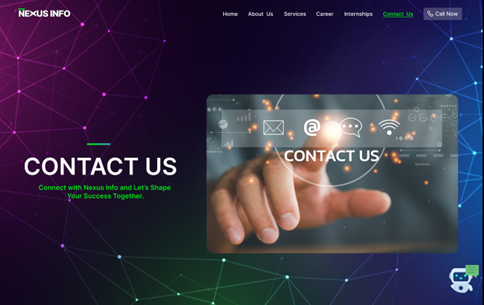 NEXUS INFO
Home About Us Services Career Internships Contact Us Call Now
CONTACT US
Connect with Nexus Info and Let's Shape
Your Success Together.
@
CONTACT US